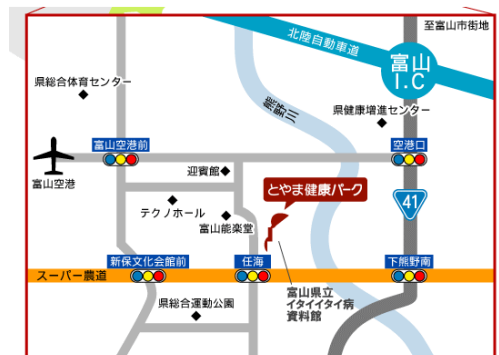 至富山市街地
北陸自動車道
富山
I.C
県総合体育センター
熊野川
県健康増進センター
富山空港前
空港口
迎賓館
富山空港
とやま健康パーク
テクノホール
41
富山能楽堂
新保文化会館前
任海
下熊野南
スーパー農道
富山県立
イタイイタイ病
資料館
県総合運動公園